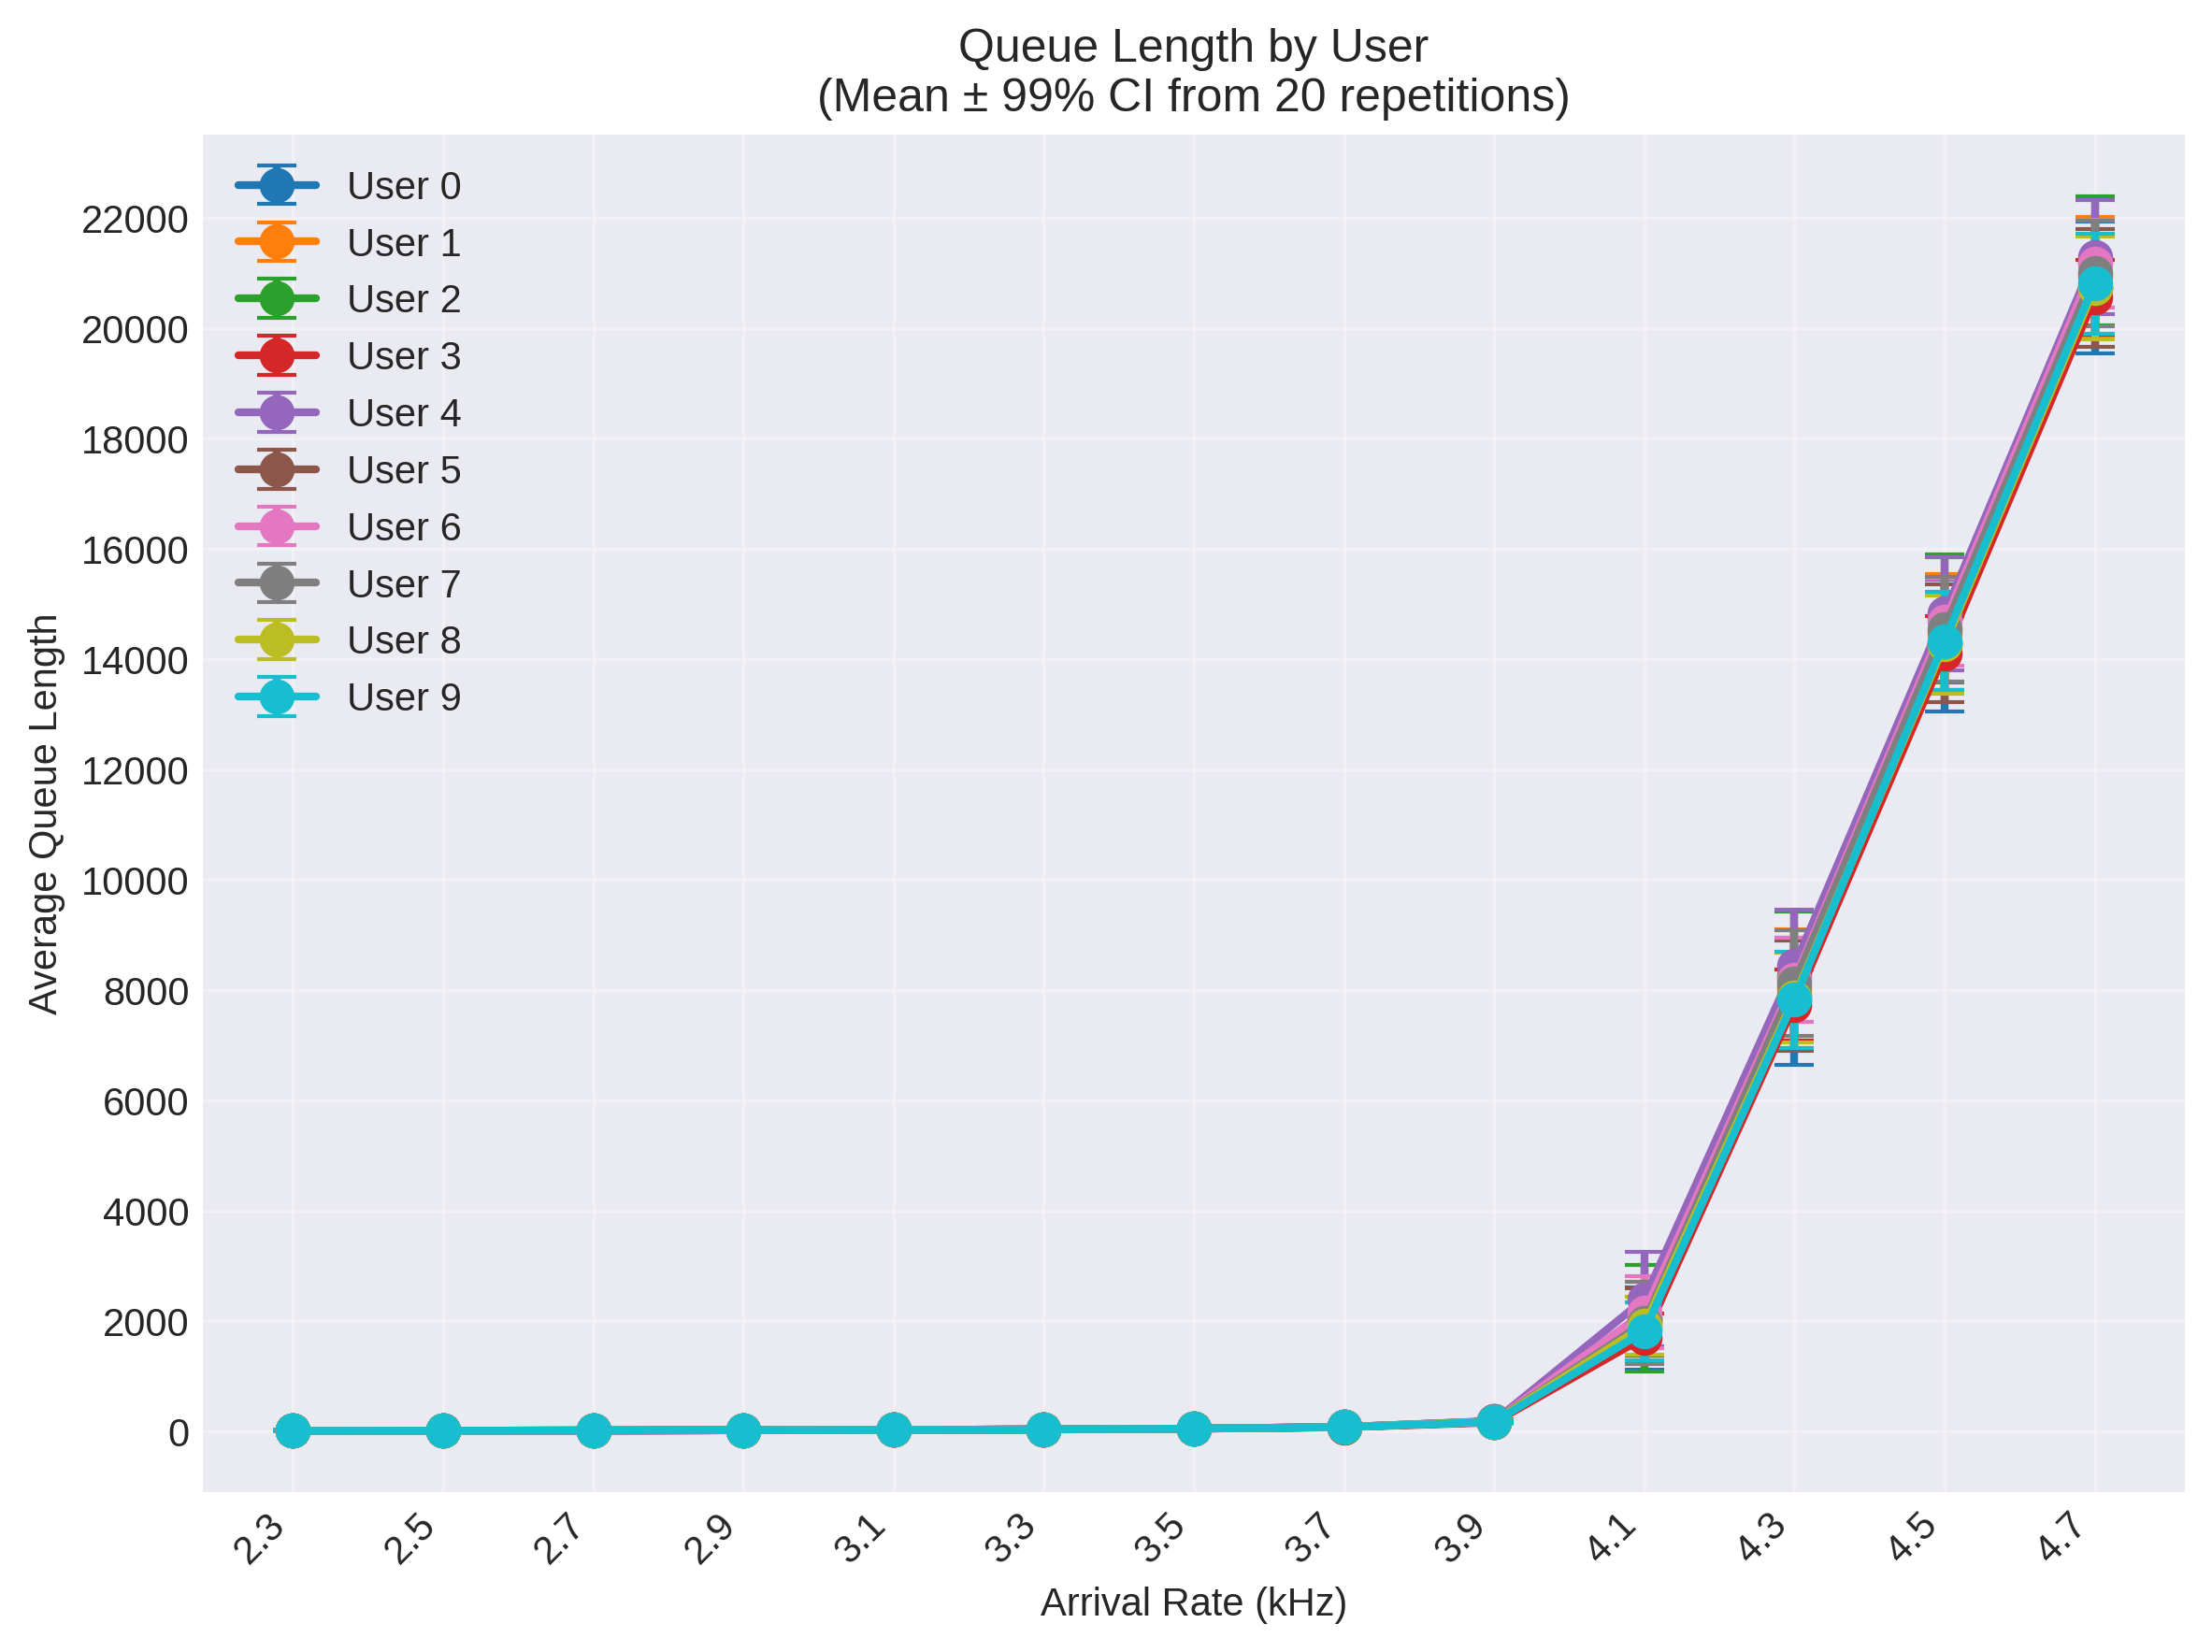 Queue Length by User
(Mean ± 99% CI from 20 repetitions)
User 0
User 1
User 2
User 3
User 4
User 5
User 6
User 7
User 8
User 9
Average Queue Length
22000
20000
18000
16000
14000
12000
10000
8000
6000
4000
2000
0
2.3
2.5
2.7
2.9
3.1
3.3
3.5
3.7
3.9
4.1
4.3
4.5
4.7
Arrival Rate (kHz)